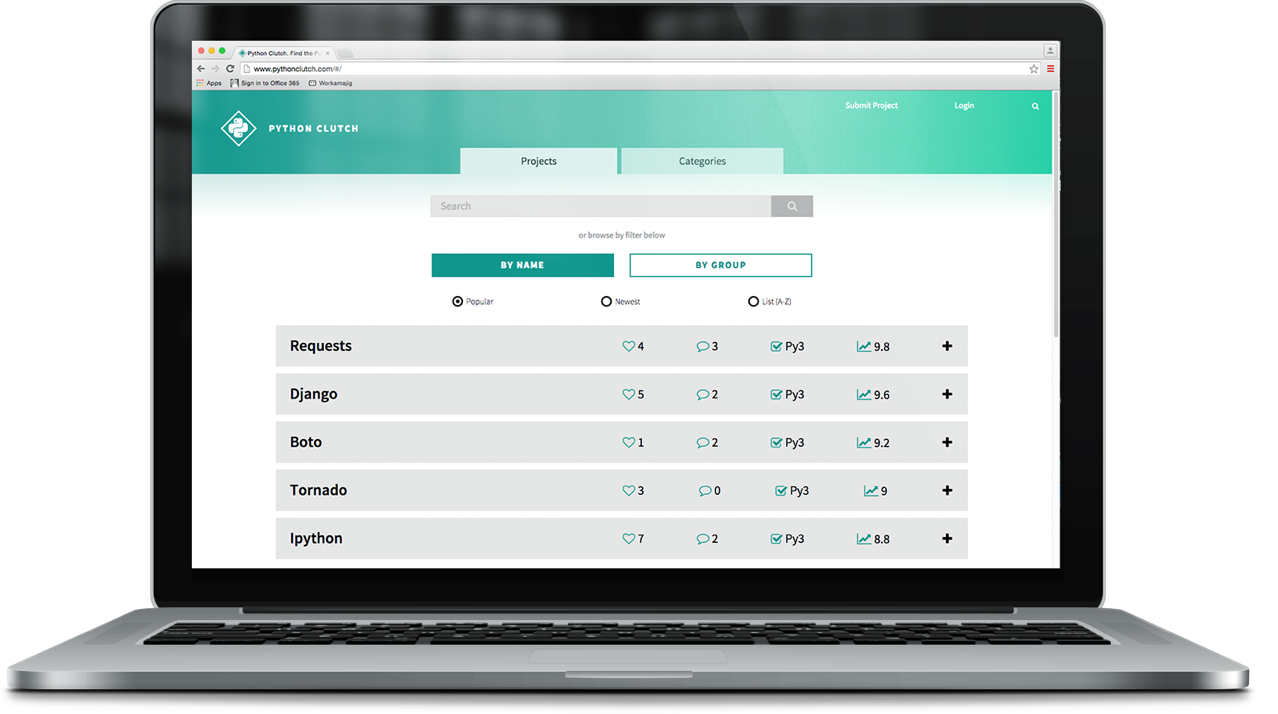 Python Clutch. Find the Py
www.pythonclutch.com/#/
Apps Sign in to Office 365 Workamajig
Submit Project Login
PYTHON CLUTCH
Projects Categories
Search
or browse by filter below
BY NAME BY GROUP
Popular Newest List (A-Z)
Requests 4 3 Py3 9.8
Django 5 2 Py3 9.6
Boto 1 2 Py3 9.2
Tornado 3 0 Py3 9
Ipython 7 2 Py3 8.8